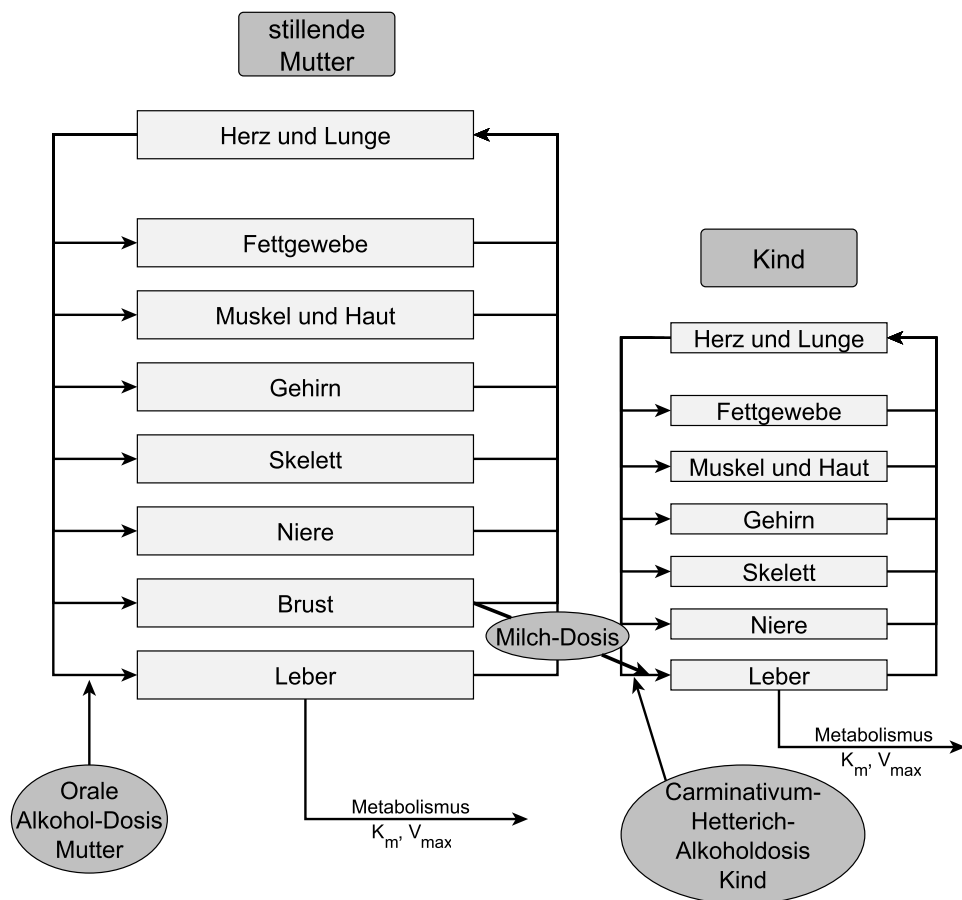 stillende
Mutter
Herz und Lunge
Fettgewebe
Muskel und Haut
Gehirn
Skelett
Niere
Brust
Leber
Milch-Dosis
Orale
Alkohol-Dosis
Mutter
Metabolismus
Km, Vmax
Kind
Herz und Lunge
Fettgewebe
Muskel und Haut
Gehirn
Skelett
Niere
Leber
Metabolismus
Km, Vmax
Carminativum-
Hetterich-
Alkoholdosis
Kind